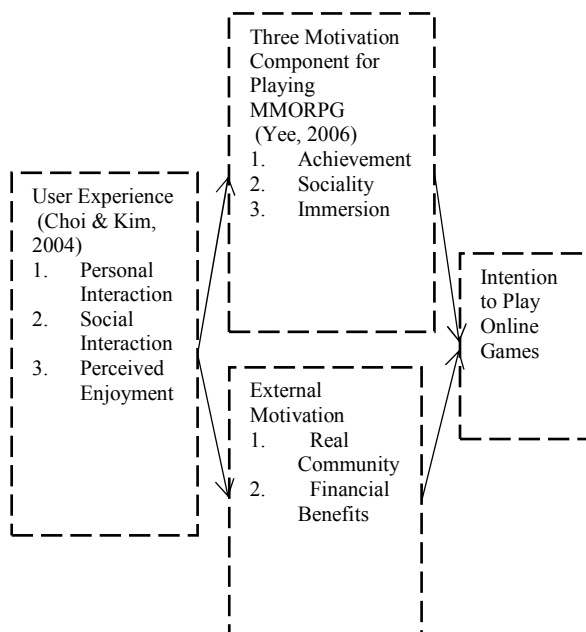 User Experience
(Choi & Kim,
2004)
1. Personal
Interaction
2. Social
Interaction
3. Perceived
Enjoyment
Three Motivation
Component for
Playing
MMORPG
(Yee, 2006)
1. Achievement
2. Sociality
3. Immersion
External
Motivation
1. Real
Community
2. Financial
Benefits
Intention
to Play
Online
Games